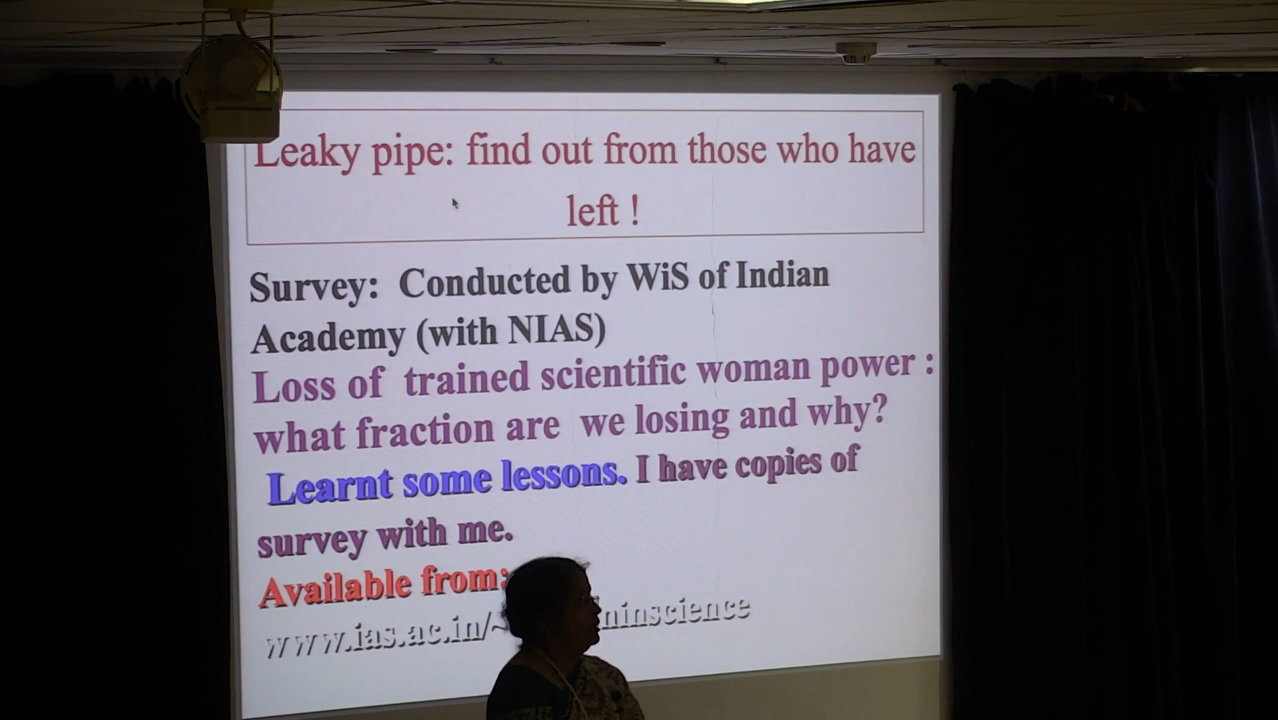 Leaky pipe: find out from those who have
left !
Survey: Conducted by WiS of Indian
Academy (with NIAS)
Loss of trained scientific woman power :
what fraction are we losing and why?
Learnt some lessons. I have copies of
survey with me.
Available from:
www.ias.ac.in/~ninscience